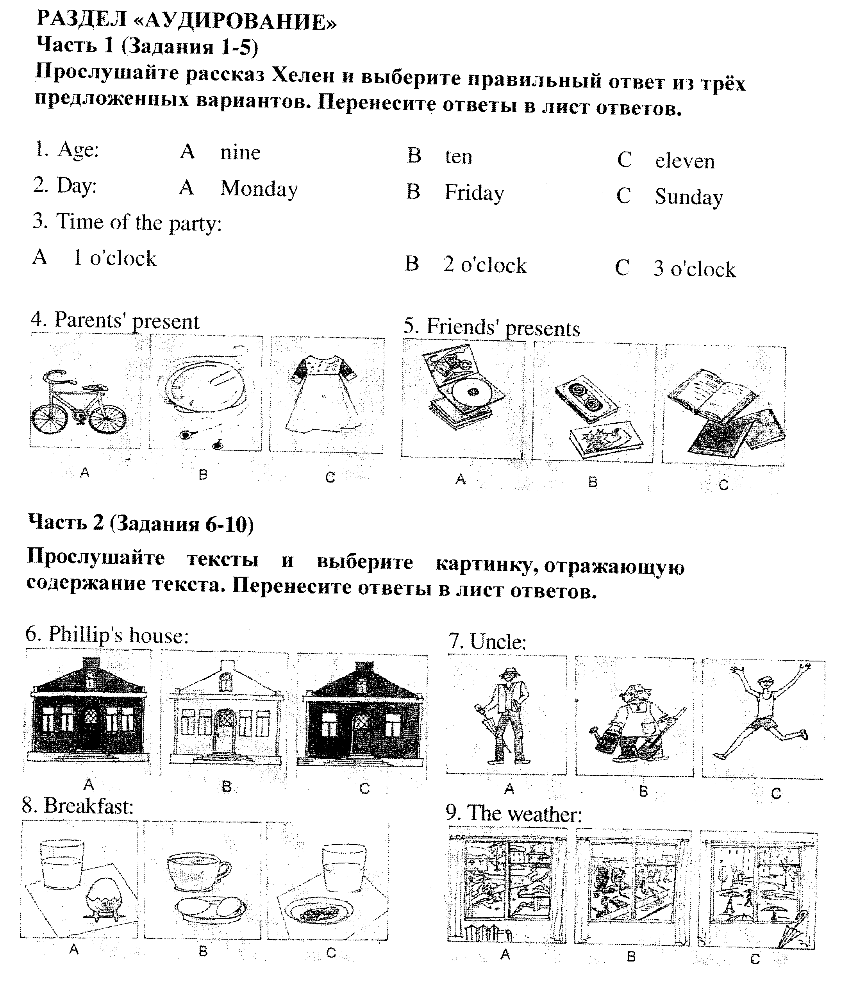 РАЗДЕЛ «АУДИРОВАНИЕ»
Часть 1 (Задания 1-5)
Прослушайте рассказ Хелен и выберите правильный ответ из трёх
предложенных вариантов. Перенесите ответы в лист ответов.
1. Age: A nine B ten C eleven
2. Day: A Monday B Friday C Sunday
3. Time of the party:
A 1 o'clock B 2 o'clock C 3 o'clock
4. Parents' present
A B C
5. Friends' presents
A B C
Часть 2 (Задания 6-10)
Прослушайте тексты и выберите картинку, отражающую
содержание текста. Перенесите ответы в лист ответов.
6. Phillip's house:
A B C
7. Uncle:
A B C
8. Breakfast:
A B C
9. The weather:
A B C